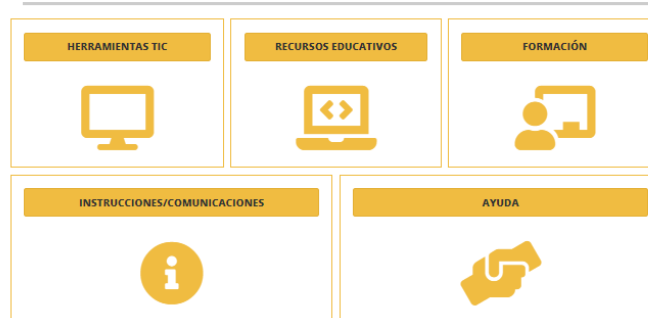 HERRAMIENTAS TIC
RECURSOS EDUCATIVOS
FORMACIÓN
INSTRUCCIONES/COMUNICACIONES
AYUDA